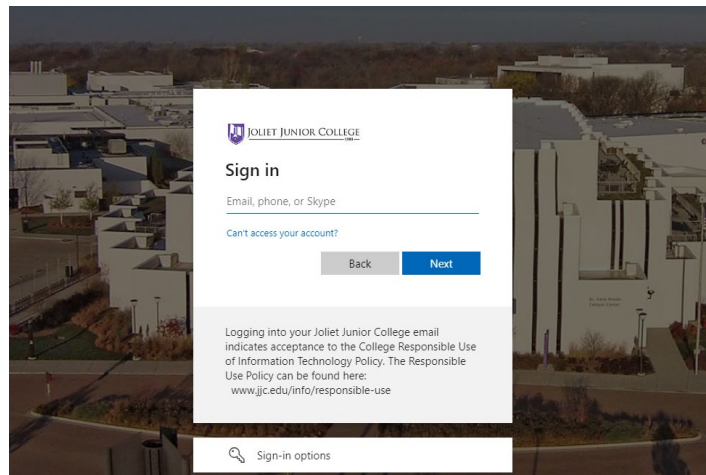 JOLIET JUNIOR COLLEGE
1901
Sign in
Email, phone, or Skype
Can't access your account?
Back Next
Logging into your Joliet Junior College email
indicates acceptance to the College Responsible Use
of Information Technology Policy. The Responsible
Use Policy can be found here:
www.jjc.edu/info/responsible-use
Sign-in options